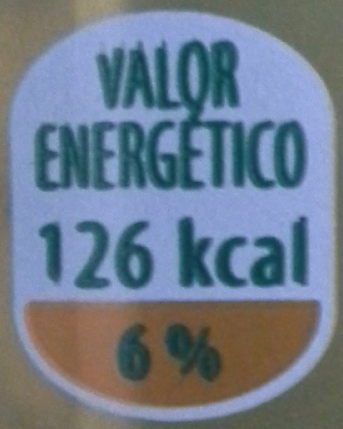 VALOR
ENERGÉTICO
126 kcal
6 %